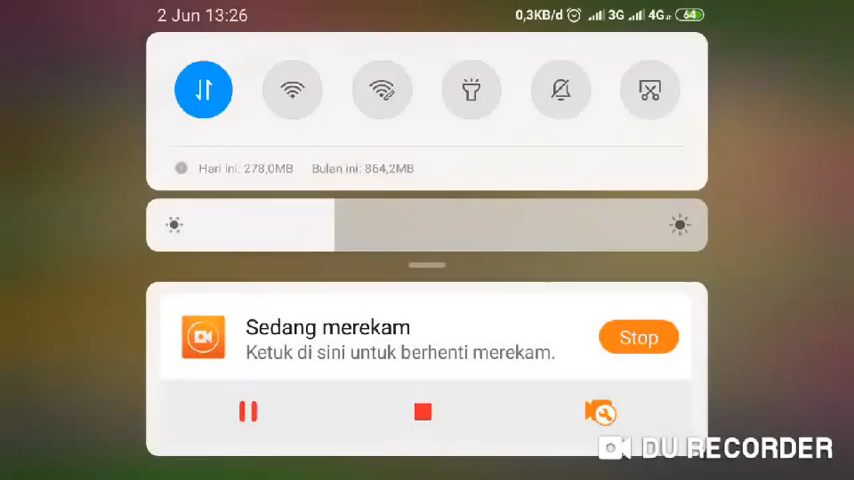 2 Jun 13:26
0,3KB/d 3G 4G 64
Hari ini: 278,0MB Bulan ini: 864,2MB
Sedang merekam
Ketuk di sini untuk berhenti merekam.
Stop
DU RECORDER